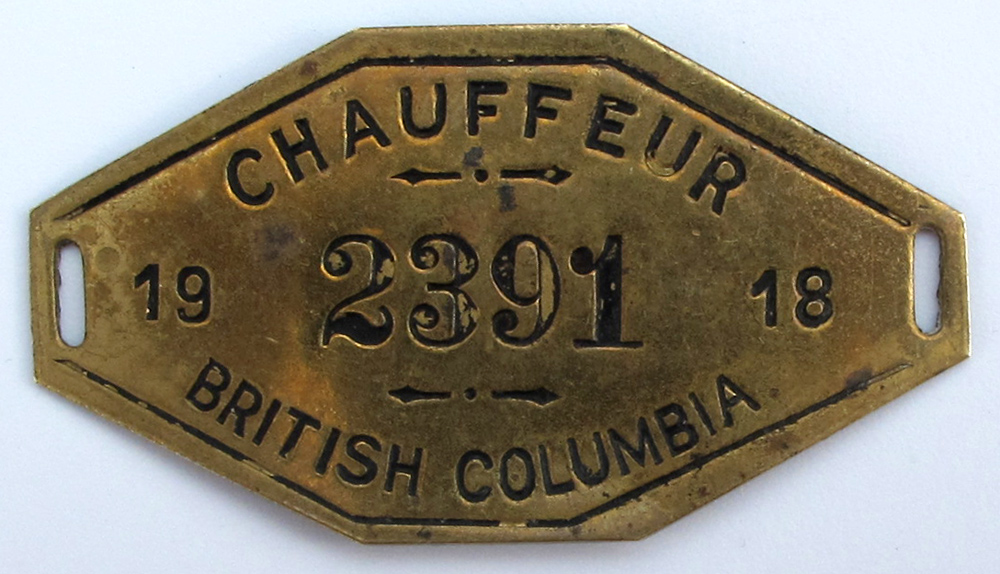 CHAUFFEUR
19 2391 18
BRITISH COLUMBIA